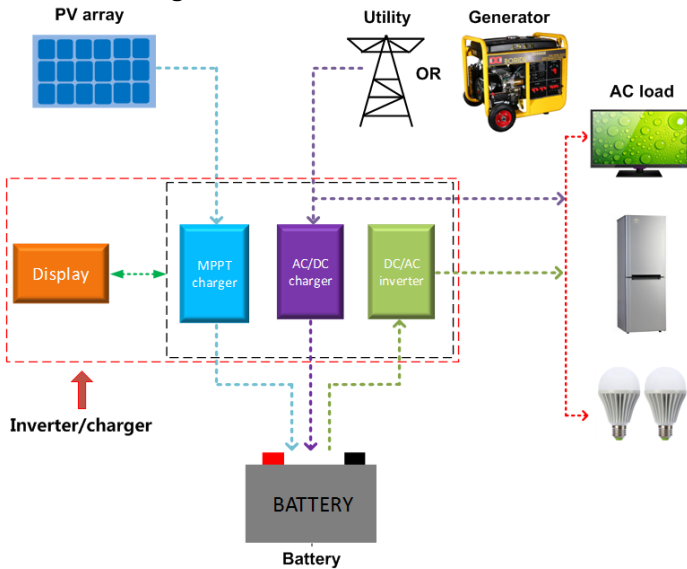 PV array
Utility
Generator
OR
AC load
Display
MPPT
charger
AC/DC
charger
DC/AC
inverter
Inverter/charger
BATTERY
Battery